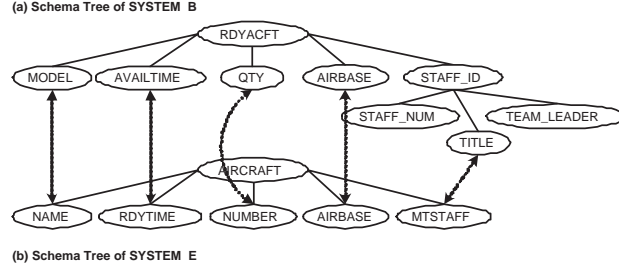 (a) Schema Tree of SYSTEM B
RDYACFT
MODEL AVAILTIME QTY AIRBASE STAFF_ID
STAFF_NUM TEAM_LEADER
TITLE
AIRCRAFT
NAME RDYTIME NUMBER AIRBASE MTSTAFF
(b) Schema Tree of SYSTEM E